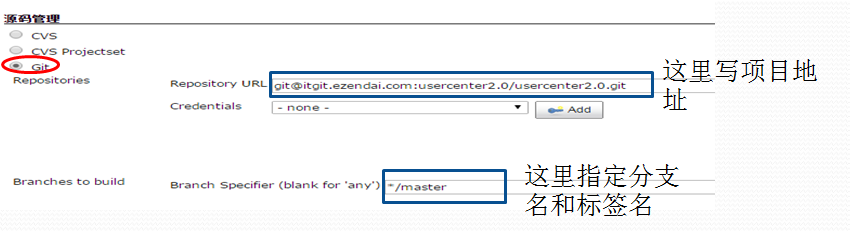 源码管理
CVS
CVS Projectset
Git
Repositories
Repository URL git@itgit.ezendai.com:usercenter2.0/usercenter2.0.git
这里写项目地
址
Credentials - none - Add
Branches to build
Branch Specifier (blank for 'any') */master
这里指定分支
名和标签名